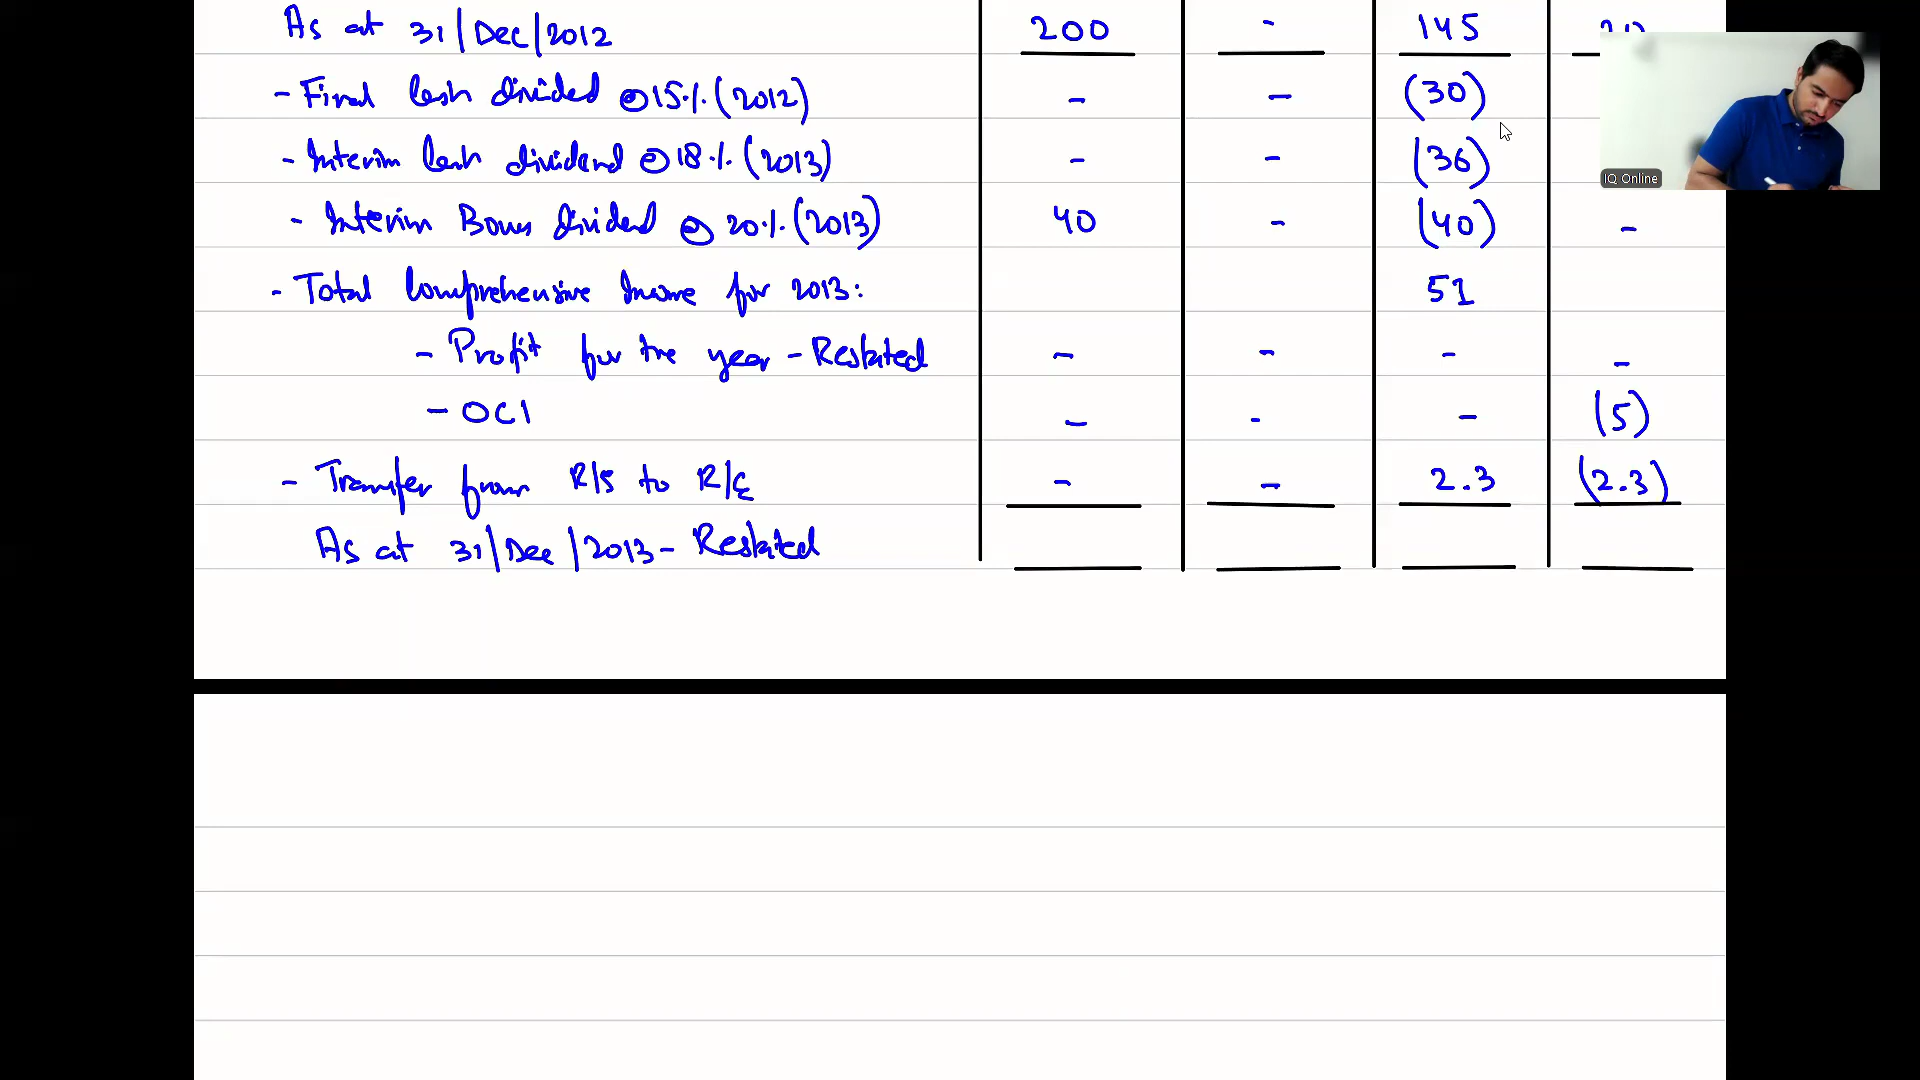 As at 31/Dec/2012 200 - 145
- Final Cash divided @ 15% (2012) - - (30)
- Interim Cash dividend @ 18% (2013) - - (36)
- Interim Bonus dividend @ 20% (2013) 40 - (40) -
- Total Comprehensive Income for 2013: 51
- Profit for the year - Restated - - - -
- OCI - - - (5)
- Transfer from R/S to R/E - - 2.3 (2.3)
As at 31/Dec/2013 - Restated
IQ Online